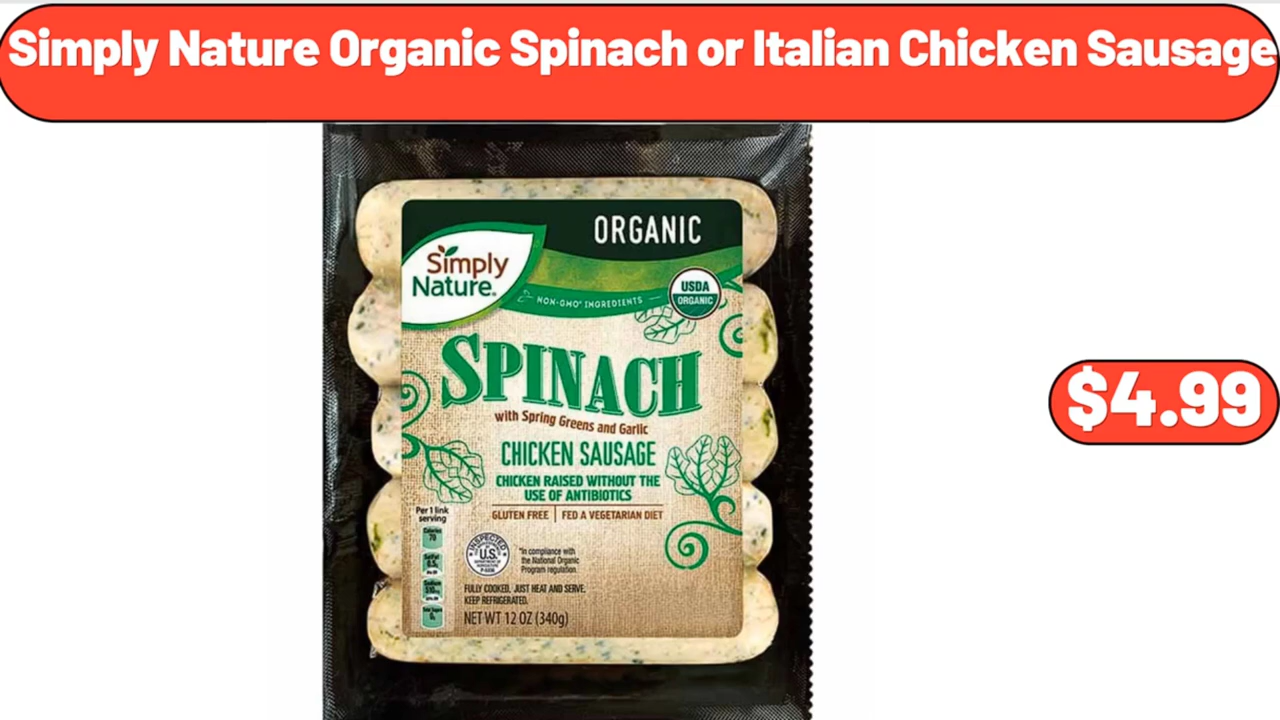 Simply Nature Organic Spinach or Italian Chicken Sausage
ORGANIC
Simply
Nature®
NON-GMO* INGREDIENTS
USDA
ORGANIC
SPINACH
with Spring Greens and Garlic
CHICKEN SAUSAGE
CHICKEN RAISED WITHOUT THE
USE OF ANTIBIOTICS
GLUTEN FREE | FED A VEGETARIAN DIET
Per 1 link
serving
Calories
70
INSPECTED
U.S.
*In compliance with
the National Organic
Program regulation.
FULLY COOKED. JUST HEAT AND SERVE.
KEEP REFRIGERATED.
NET WT 12 OZ (340g)
$4.99